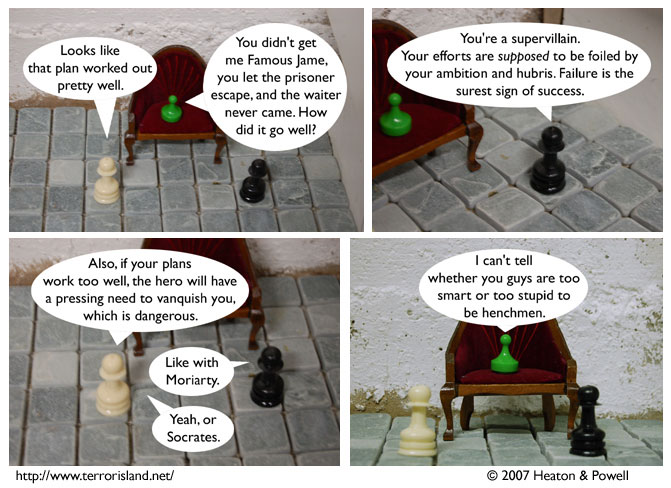 Looks like
that plan worked out
pretty well.
You didn't get
me Famous Jame,
you let the prisoner
escape, and the waiter
never came. How
did it go well?
You're a supervillain.
Your efforts are supposed to be foiled by
your ambition and hubris. Failure is the
surest sign of success.
Also, if your plans
work too well, the hero will have
a pressing need to vanquish you,
which is dangerous.
Like with
Moriarty.
Yeah, or
Socrates.
I can't tell
whether you guys are too
smart or too stupid to
be henchmen.
http://www.terrorisland.net/
© 2007 Heaton & Powell